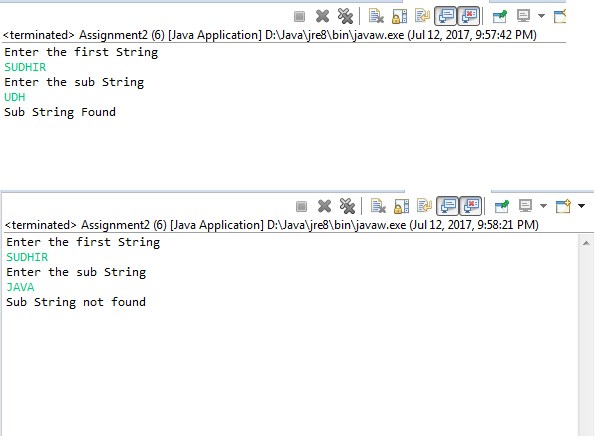 <terminated> Assignment2 (6) [Java Application] D:\Java\jre8\bin\javaw.exe (Jul 12, 2017, 9:57:42 PM)
Enter the first String
SUDHIR
Enter the sub String
UDH
Sub String Found
<terminated> Assignment2 (6) [Java Application] D:\Java\jre8\bin\javaw.exe (Jul 12, 2017, 9:58:21 PM)
Enter the first String
SUDHIR
Enter the sub String
JAVA
Sub String not found